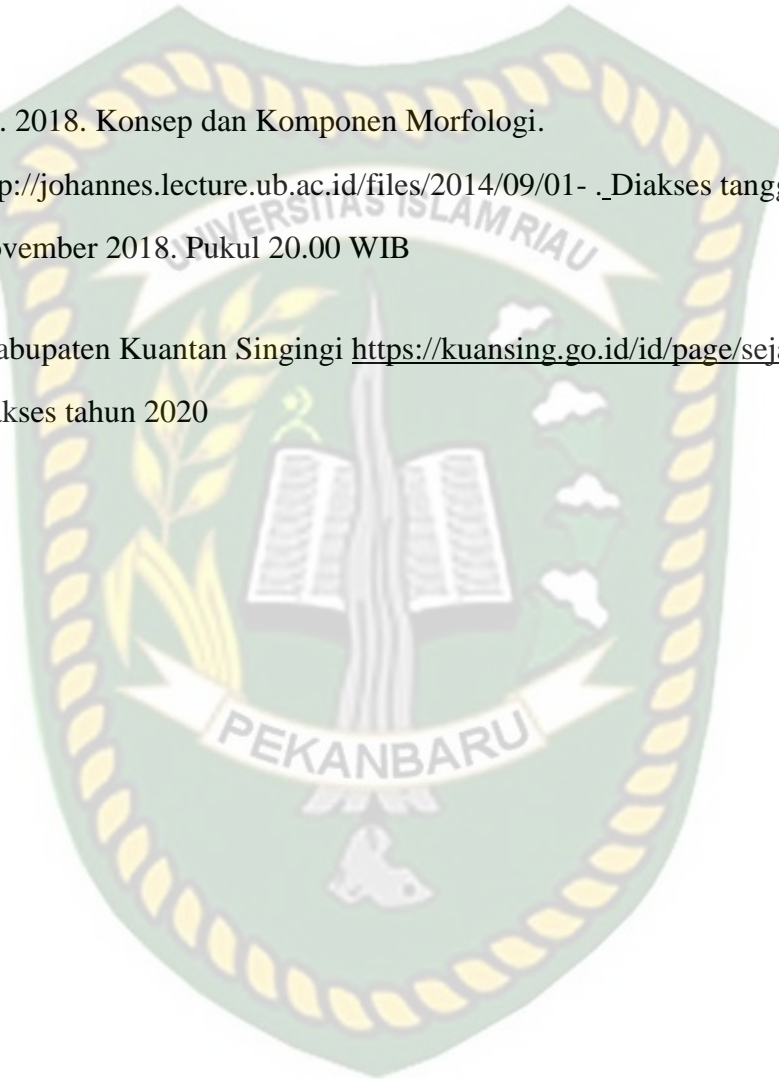 . 2018. Konsep dan Komponen Morfologi.
p://johannes.lecture.ub.ac.id/files/2014/09/01- . Diakses tangg
UNIVERSITAS ISLAM RIAU
vember 2018. Pukul 20.00 WIB
abupaten Kuantan Singingi https://kuansing.go.id/id/page/seja
kses tahun 2020
PEKANBARU